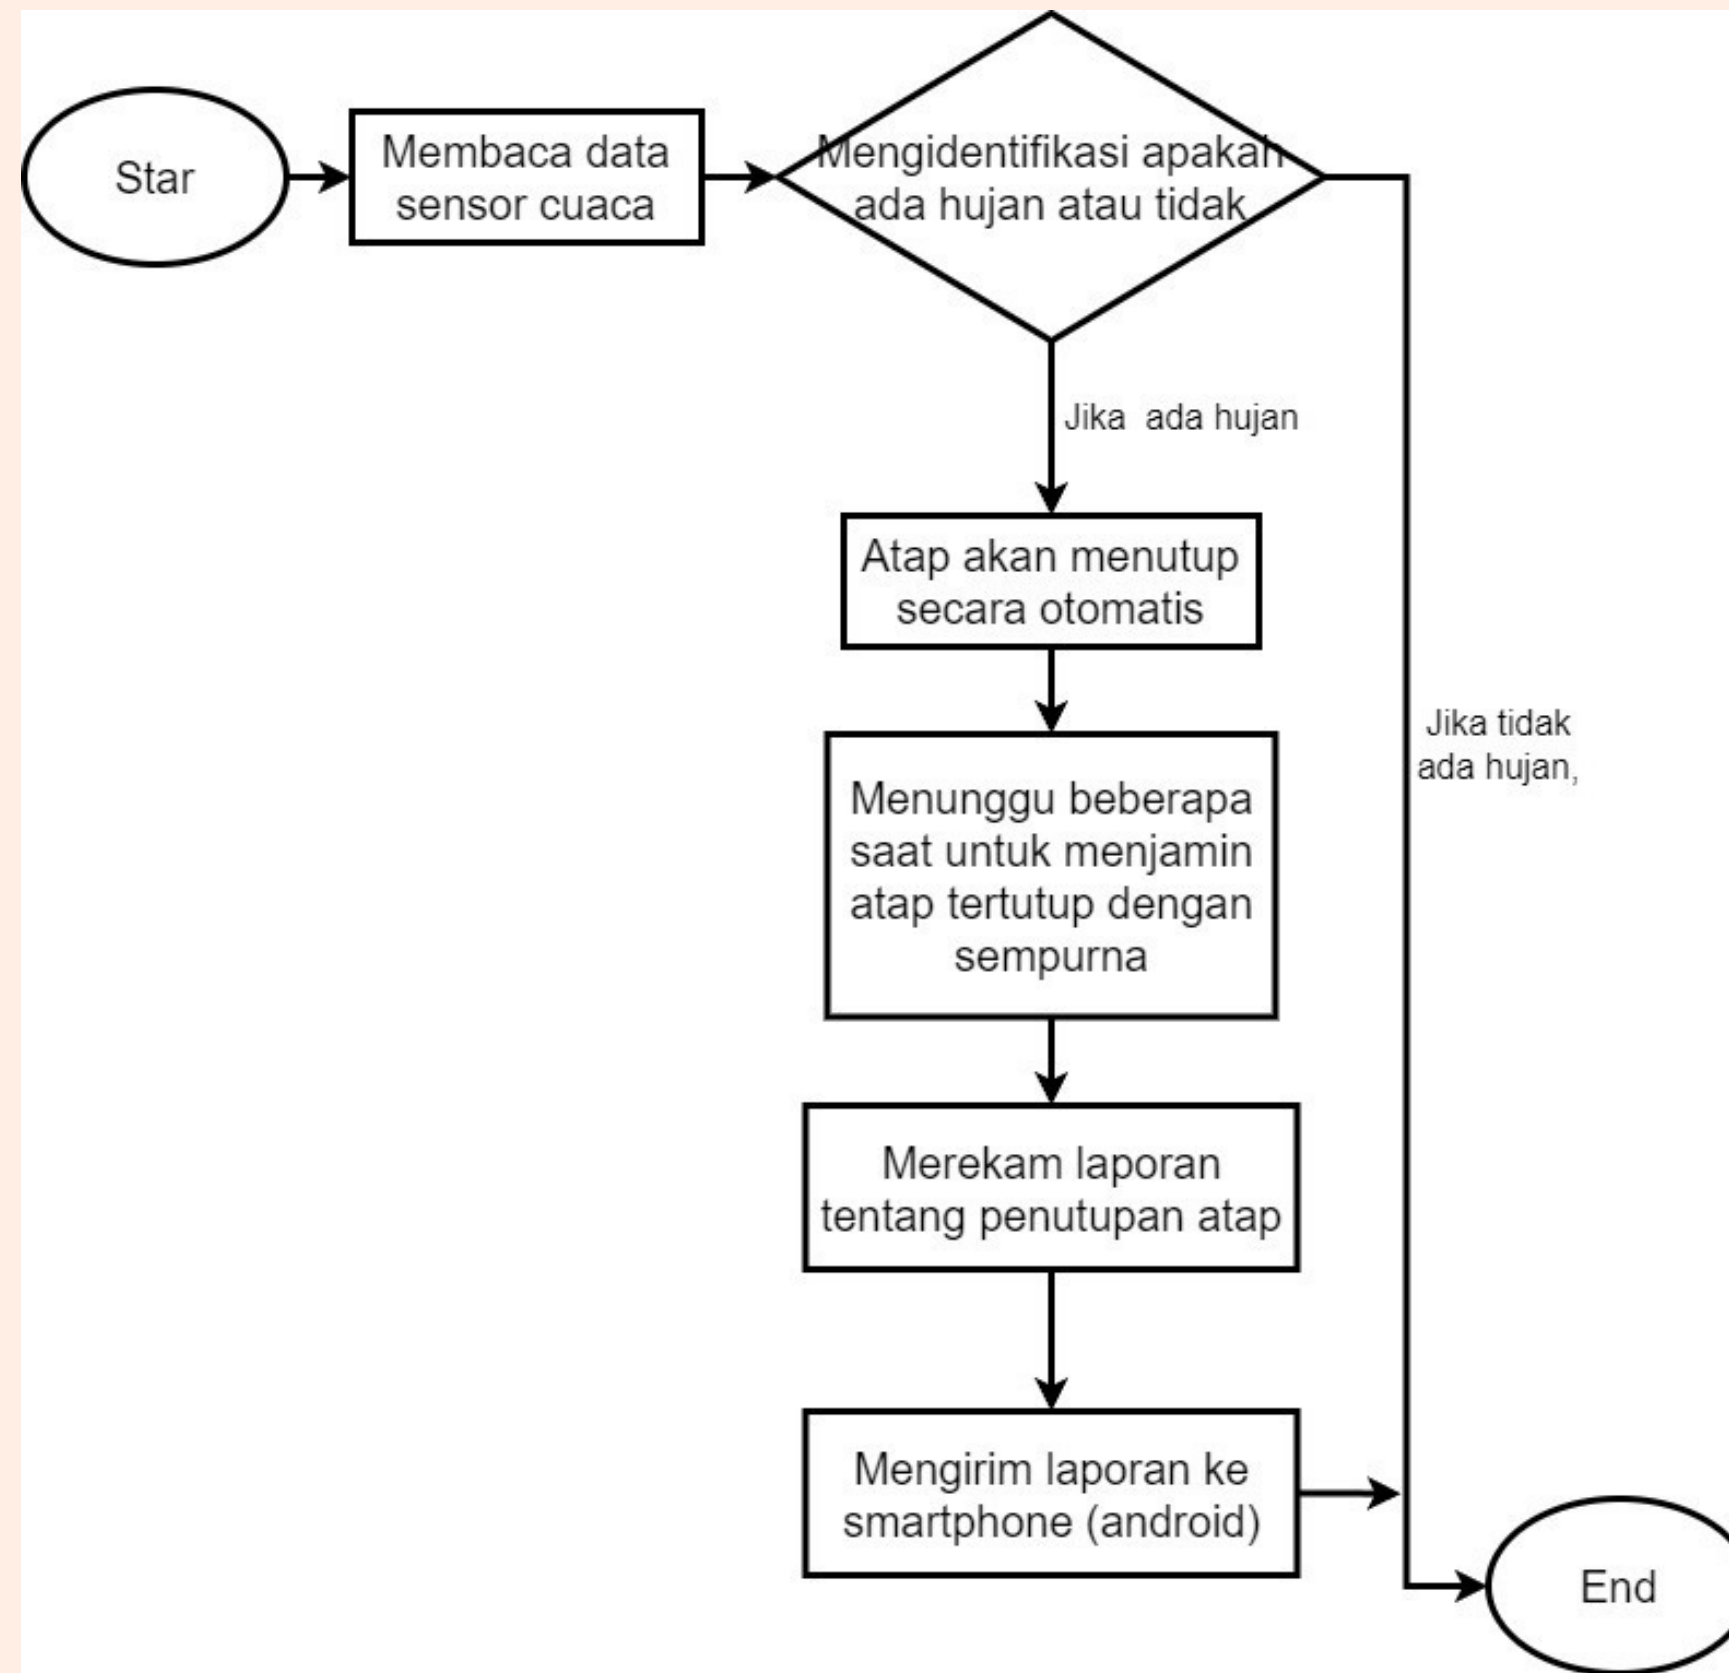 Star
Membaca data
sensor cuaca
Mengidentifikasi apakah
ada hujan atau tidak
Jika  ada hujan
Atap akan menutup
secara otomatis
Jika tidak
ada hujan,
Menunggu beberapa
saat untuk menjamin
atap tertutup dengan
sempurna
Merekam laporan
tentang penutupan atap
Mengirim laporan ke
smartphone (android)
End